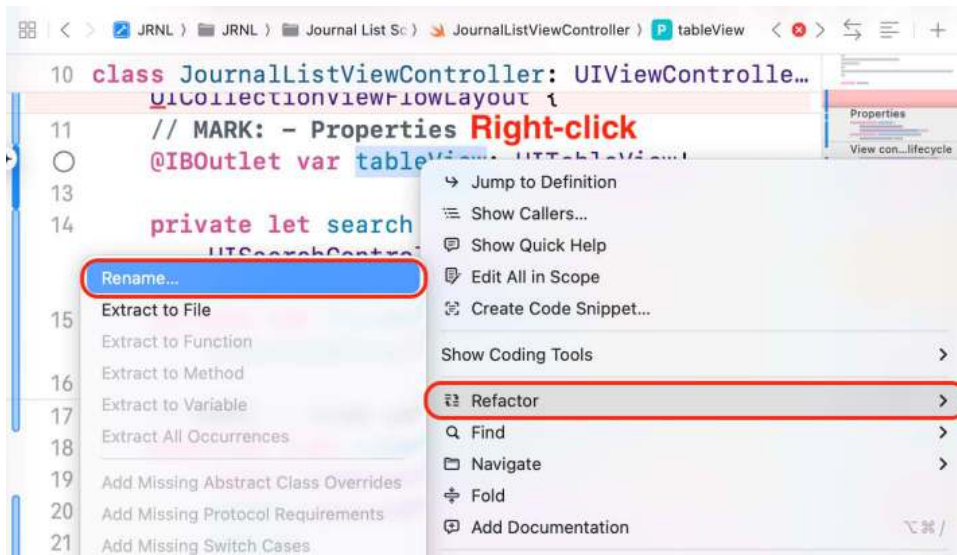 JRNL
JRNL
Journal List Sc
JournalListViewController
P
tableView
10 class JournalListViewController: UIViewControlle…
UICollectionViewFlowLayout {
11 // MARK: - Properties Right-click
Properties
View con...lifecycle
@IBOutlet var tableView: UITableView!
Jump to Definition
13
14 private let search
Show Callers...
UISearchControl
Show Quick Help
Rename...
Edit All in Scope
Extract to File
Create Code Snippet...
15
Extract to Function
Show Coding Tools
Extract to Method
16
Extract to Variable
Refactor
17
Extract All Occurrences
Find
18
Navigate
19
Add Missing Abstract Class Overrides
Fold
20
Add Missing Protocol Requirements
Add Documentation ⌥⌘/
21
Add Missing Switch Cases